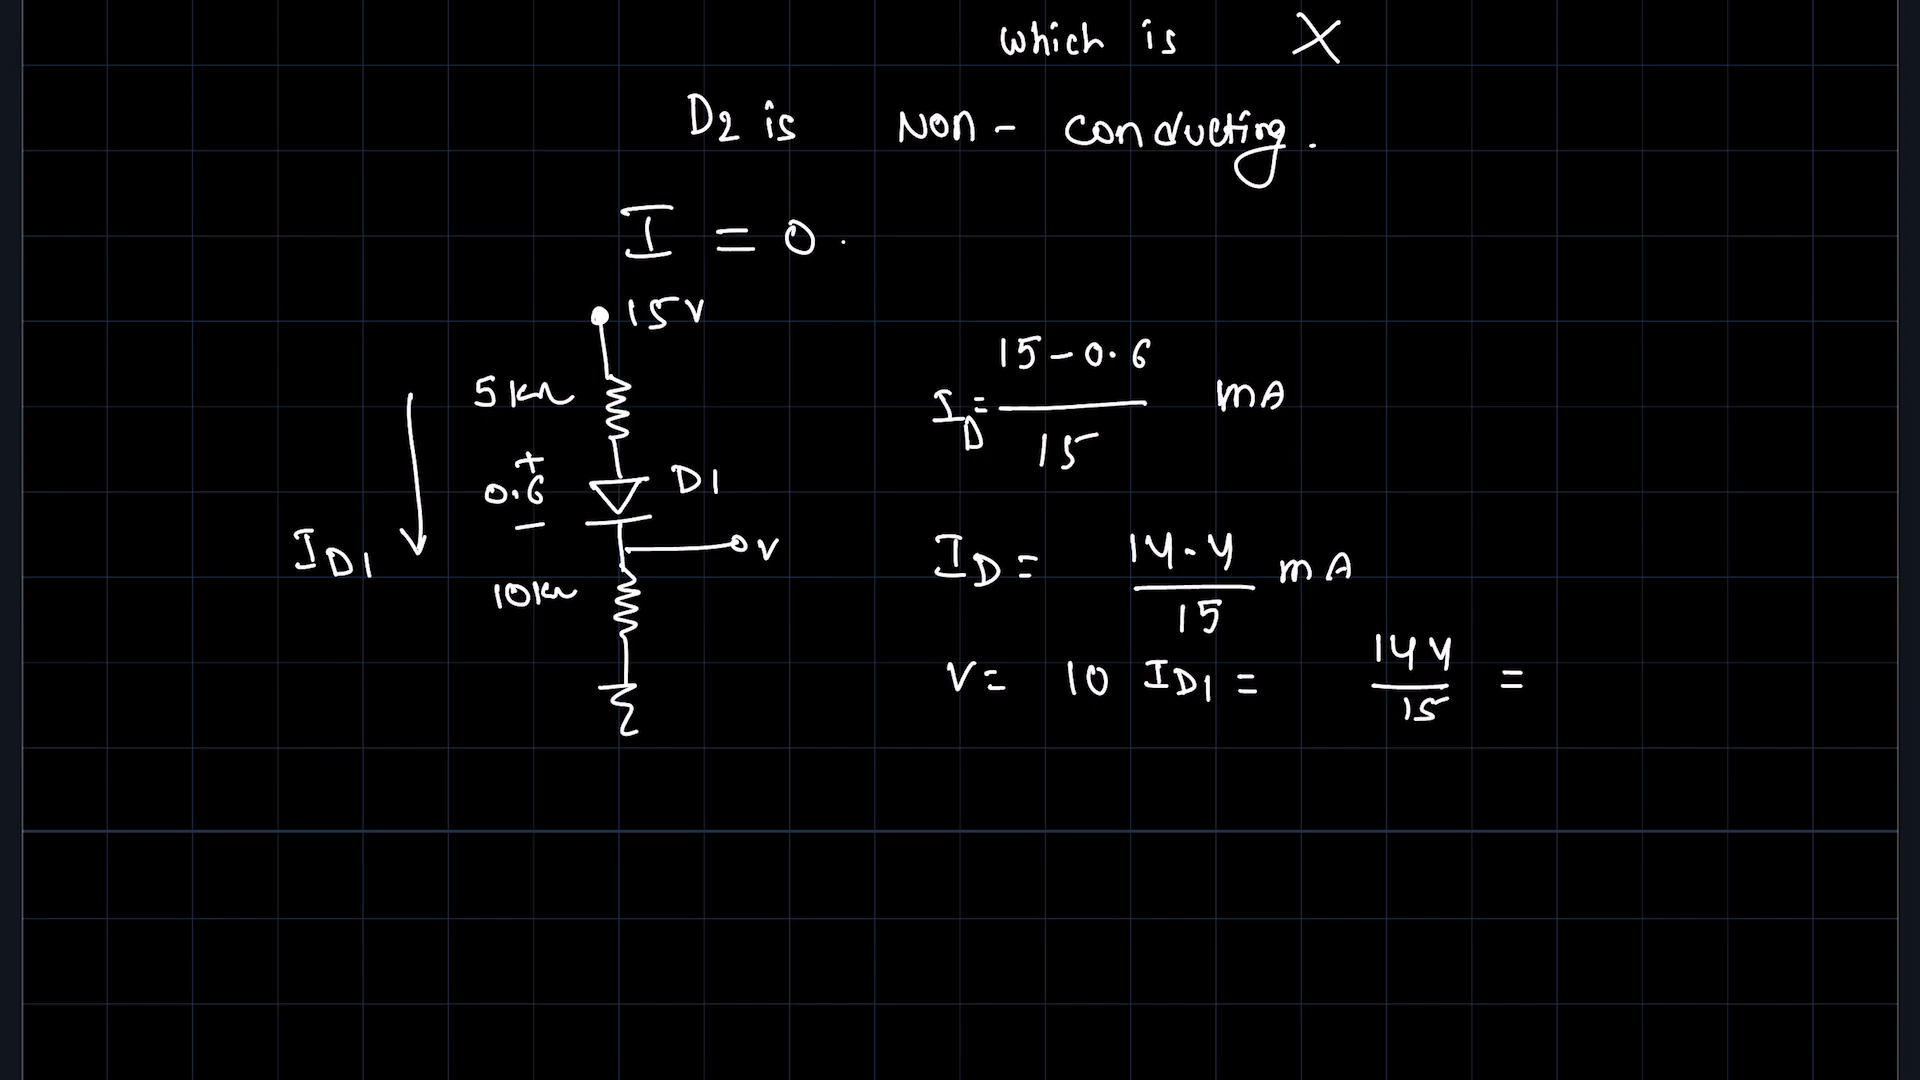 which is X
D2 is Non-conducting.
I = 0.
15V
5kΩ
+
0.6
-
D1
ID1
V
10kΩ
ID = 15-0.6 / 15 mA
ID = 14.4 / 15 mA
V = 10 ID1 = 144 / 15 =